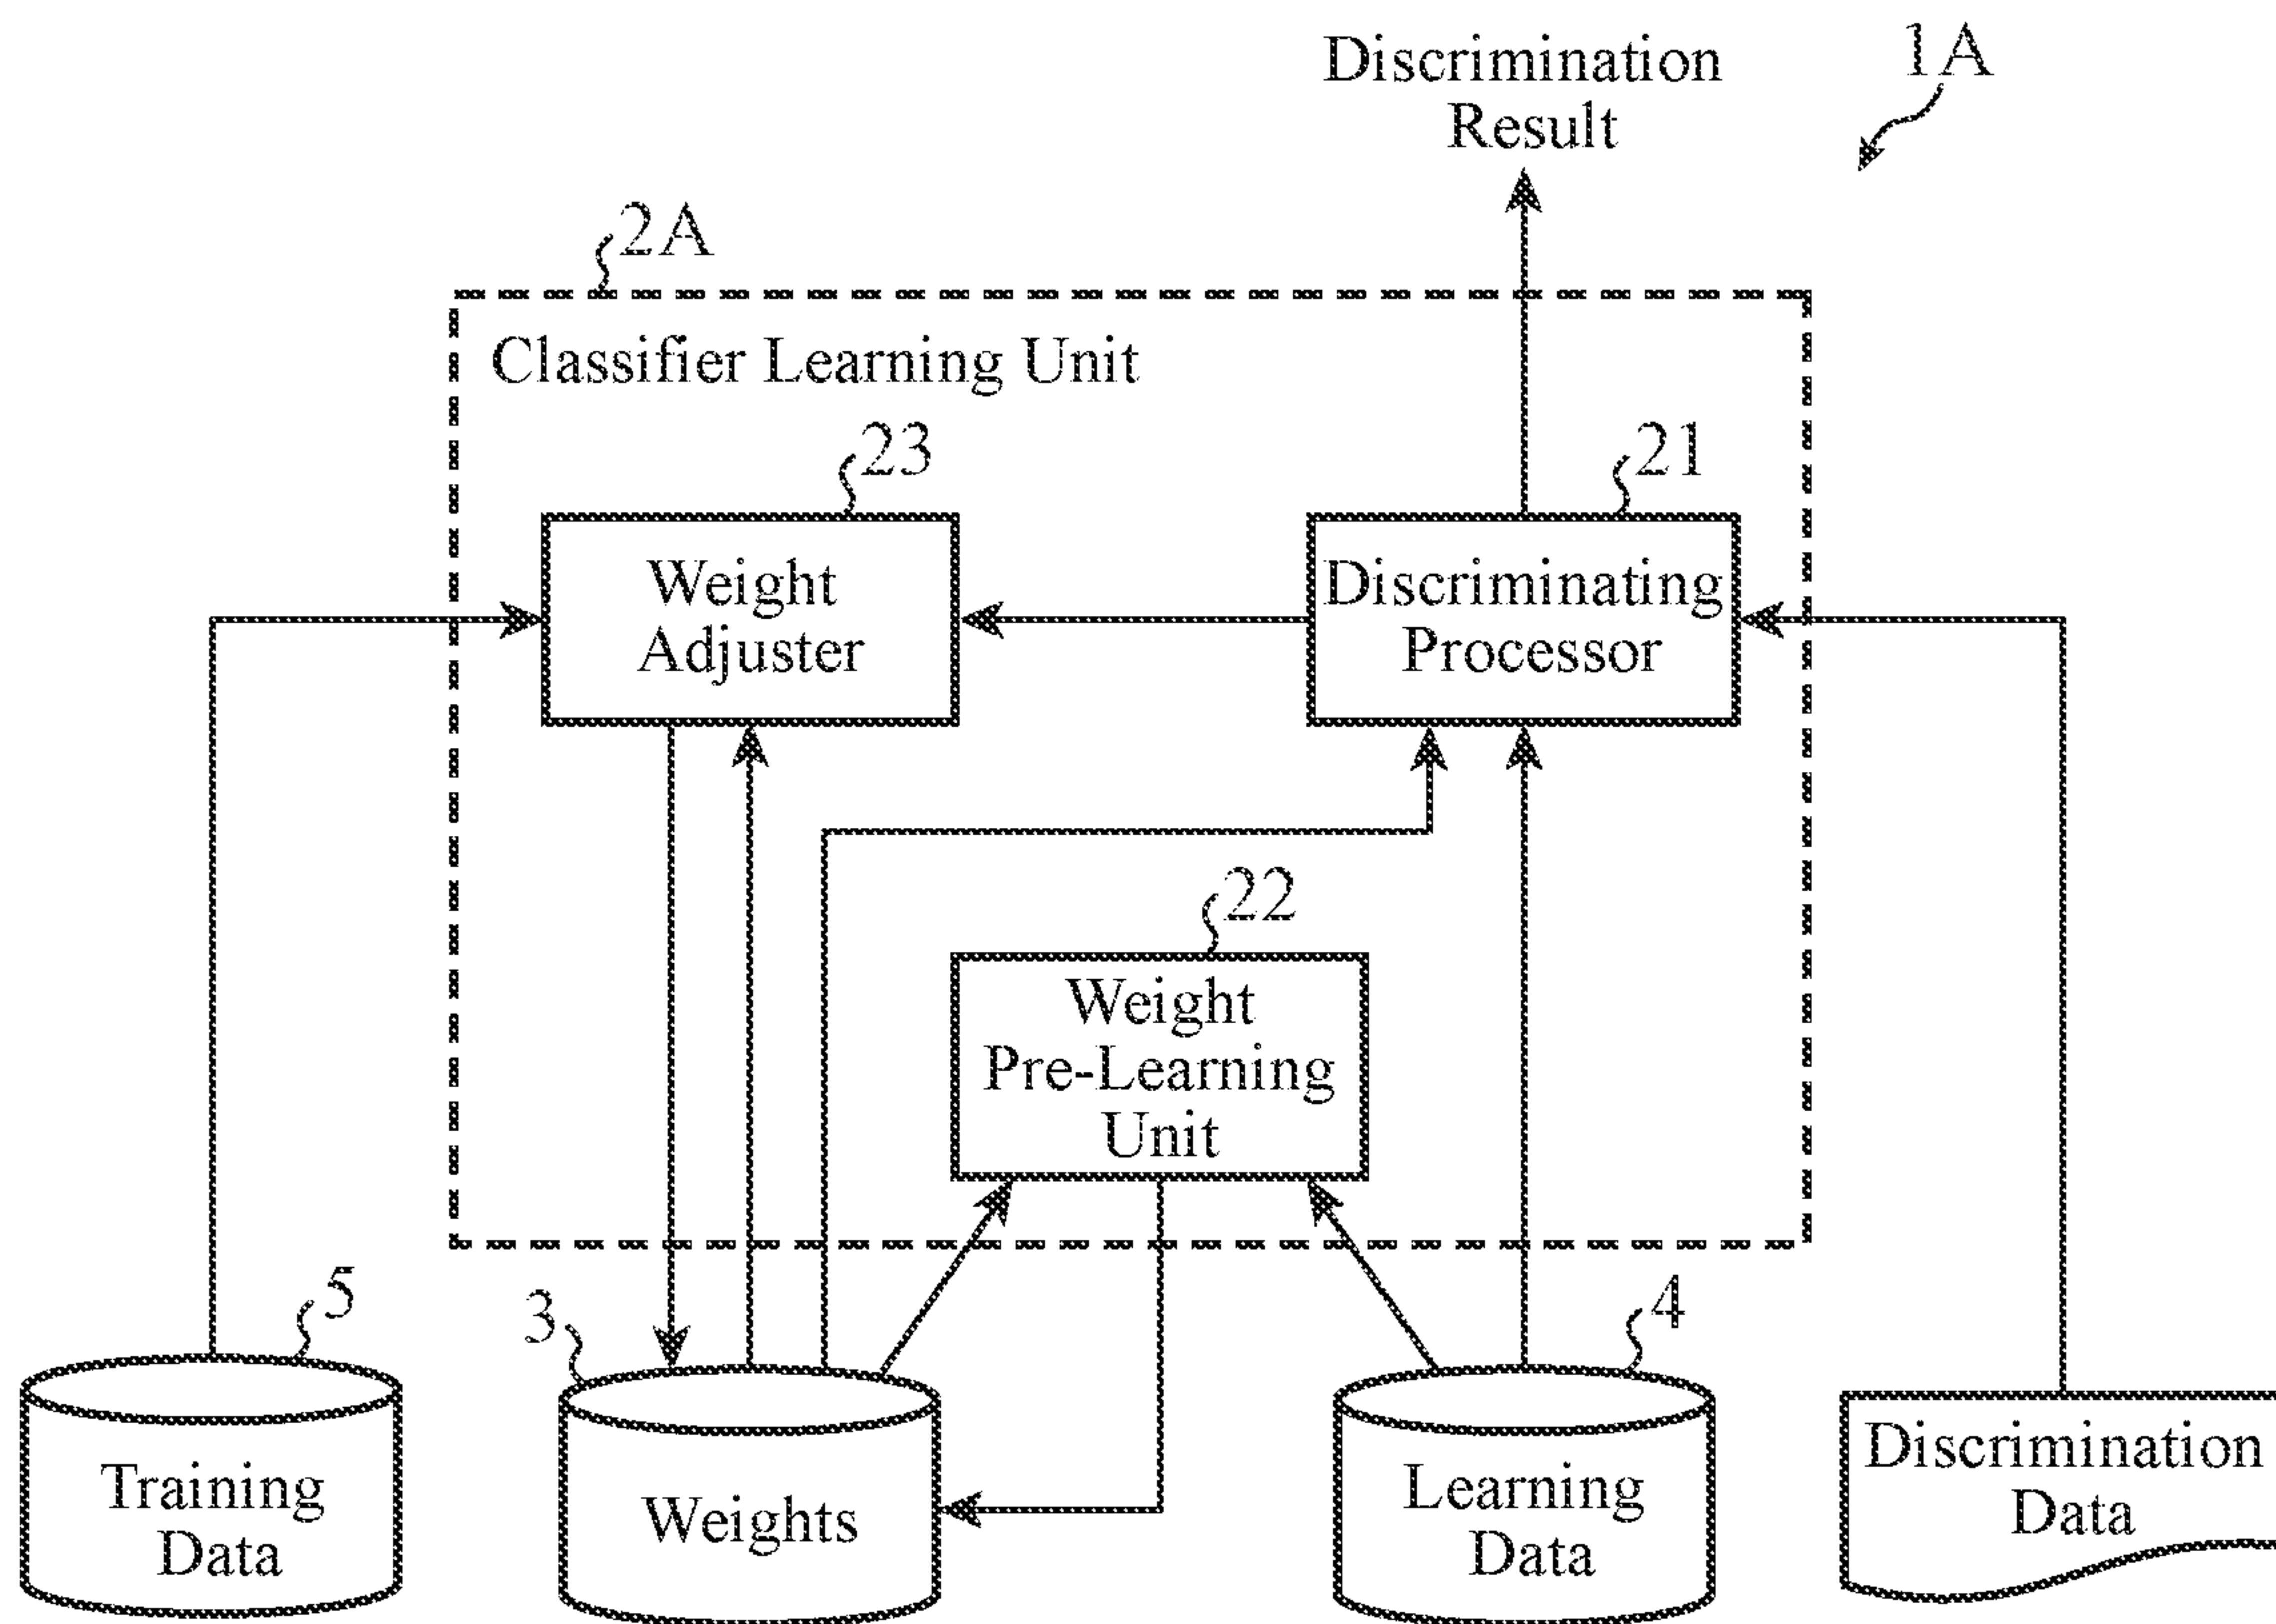 Discrimination
Result
1A
2A
Classifier Learning Unit
23
21
Weight
Adjuster
Discriminating
Processor
22
Weight
Pre-Learning
Unit
5
3
4
Training
Data
Weights
Learning
Data
Discrimination
Data